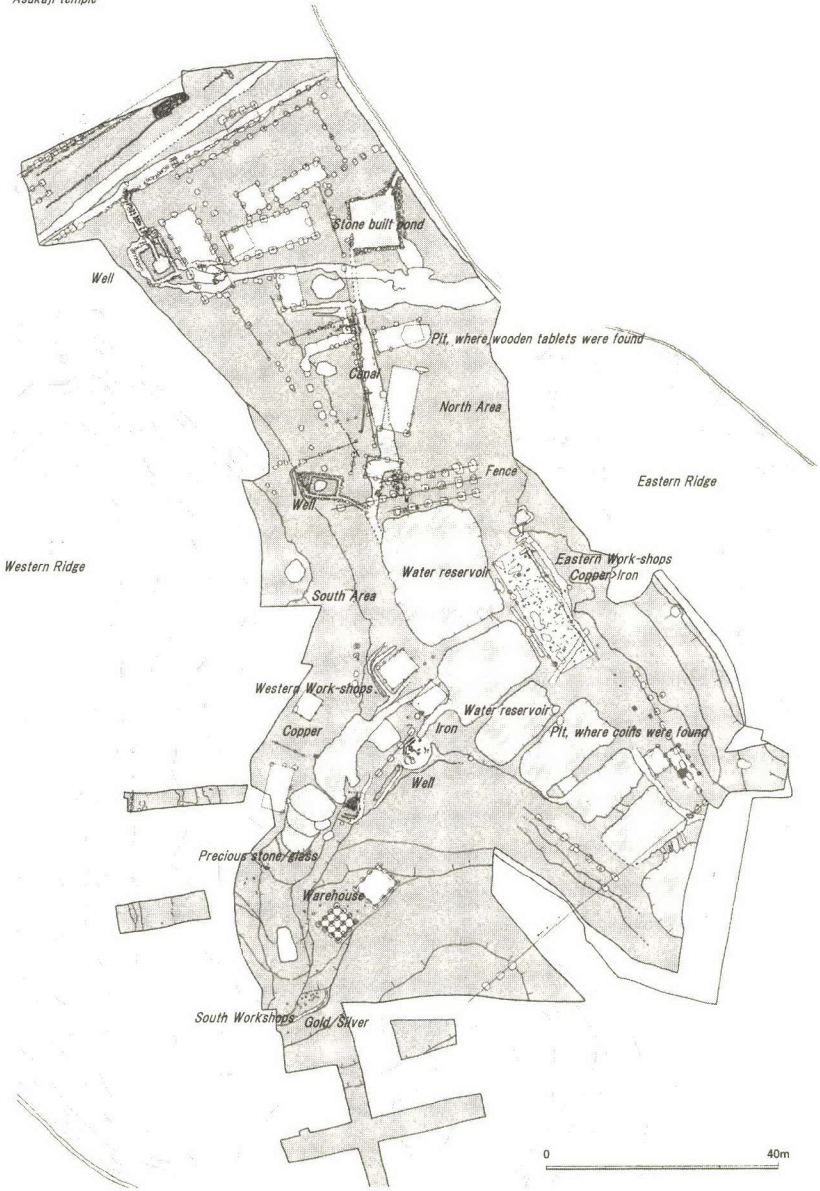 Asukaji temple
Stone built pond
Well
Pit, where wooden tablets were found
Canal
North Area
Fence
Well
Eastern Ridge
Western Ridge
Water reservoir
Eastern Work-shops
Copper>Iron
South Area
Western Work-shops
Copper
Iron
Water reservoir
Pit, where coins were found
Well
Precious stone/glass
Warehouse
South Workshops
Gold/Silver
0
40m